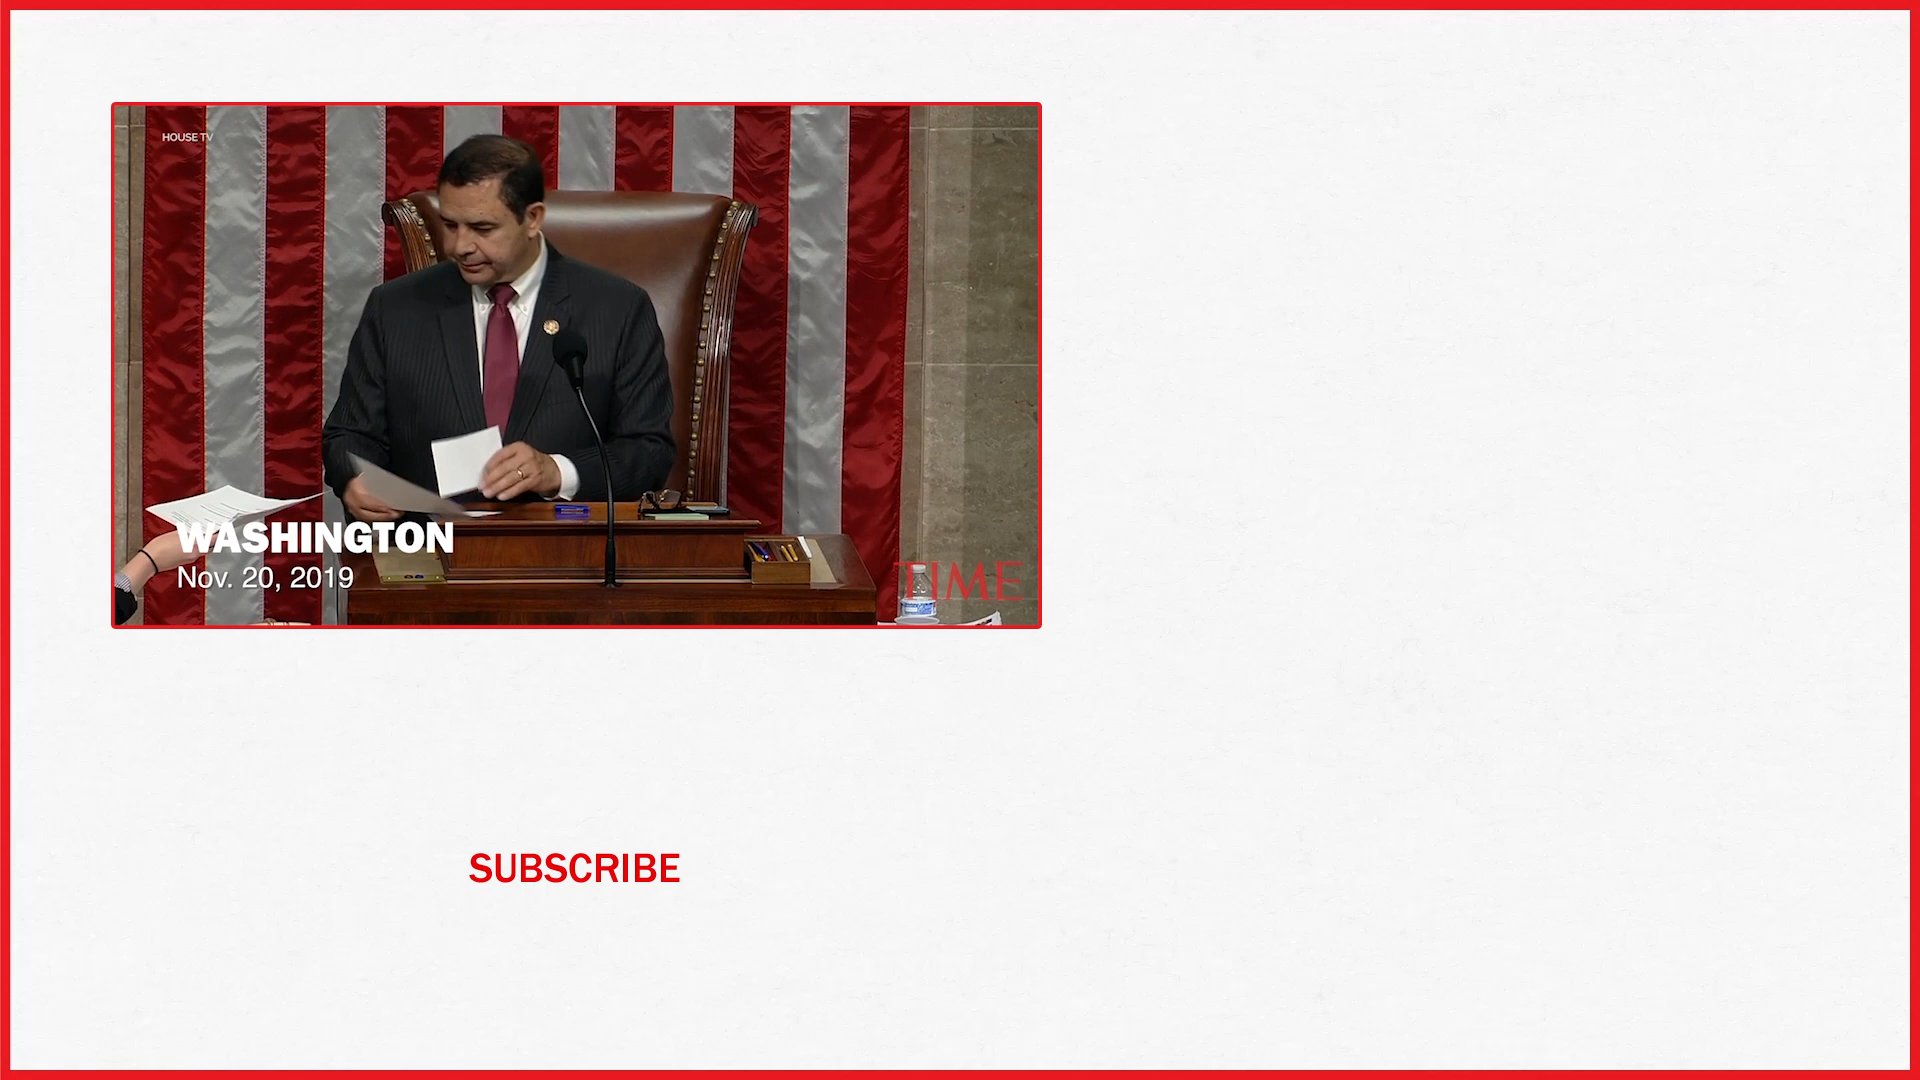 HOUSE TV
WASHINGTON
Nov. 20, 2019
TIME
SUBSCRIBE